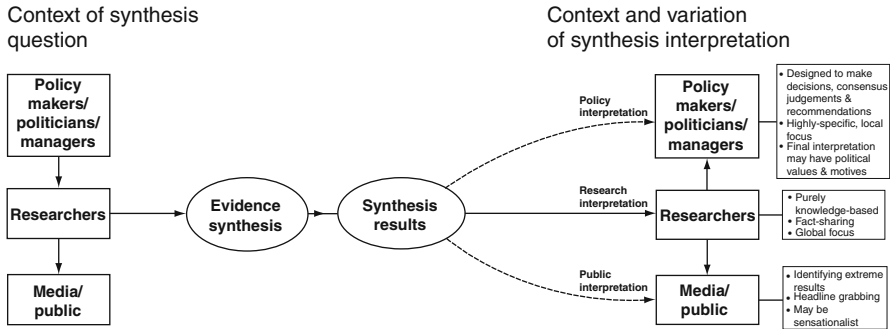 Context of synthesis
question
Context and variation
of synthesis interpretation
Policy
makers/
politicians/
managers
Researchers
Media/
public
Evidence
synthesis
Synthesis
results
Policy
interpretation
Research
interpretation
Public
interpretation
Policy
makers/
politicians/
managers
Researchers
Media/
public
• Designed to make
decisions, consensus
judgements &
recommendations
• Highly-specific, local
focus
• Final interpretation
may have political
values & motives
• Purely
knowledge-based
• Fact-sharing
• Global focus
• Identifying extreme
results
• Headline grabbing
• May be
sensationalist